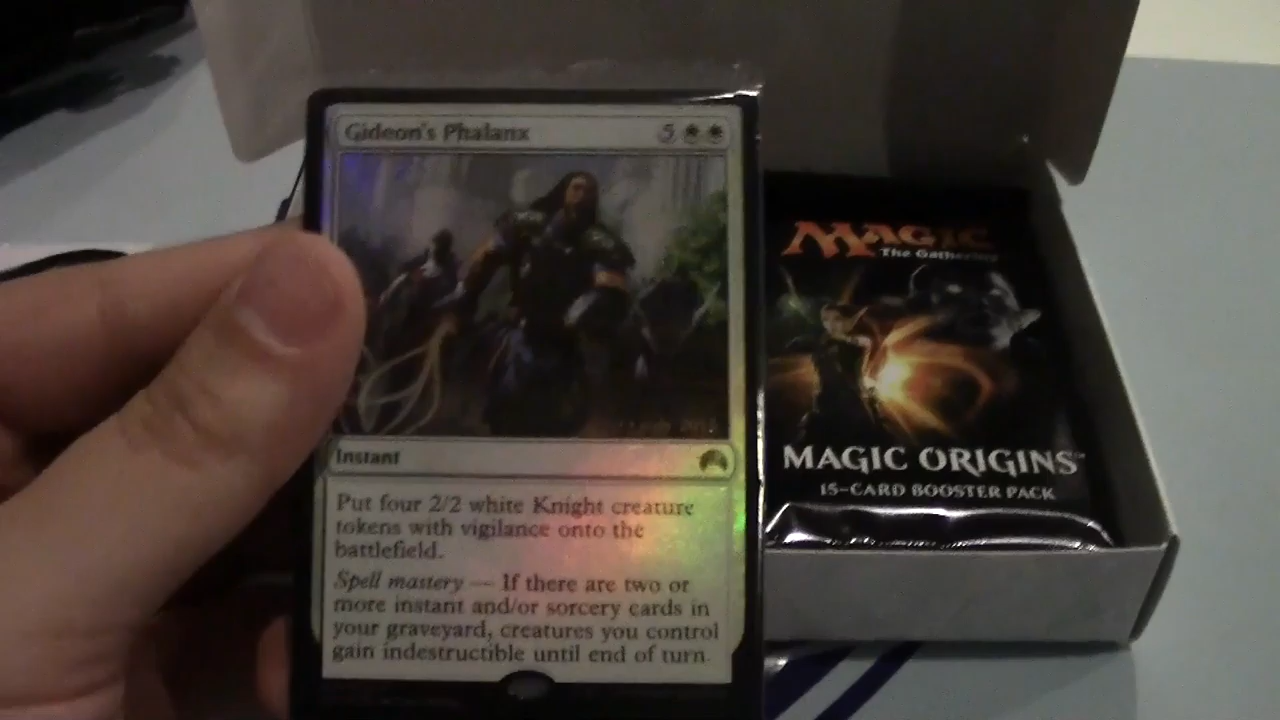 Gideon's Phalanx 5
Instant
Put four 2/2 white Knight creature
tokens with vigilance onto the
battlefield.
Spell mastery — If there are two or
more instant and/or sorcery cards in
your graveyard, creatures you control
gain indestructible until end of turn.
MAGIC
The Gathering
MAGIC ORIGINS™
15-CARD BOOSTER PACK